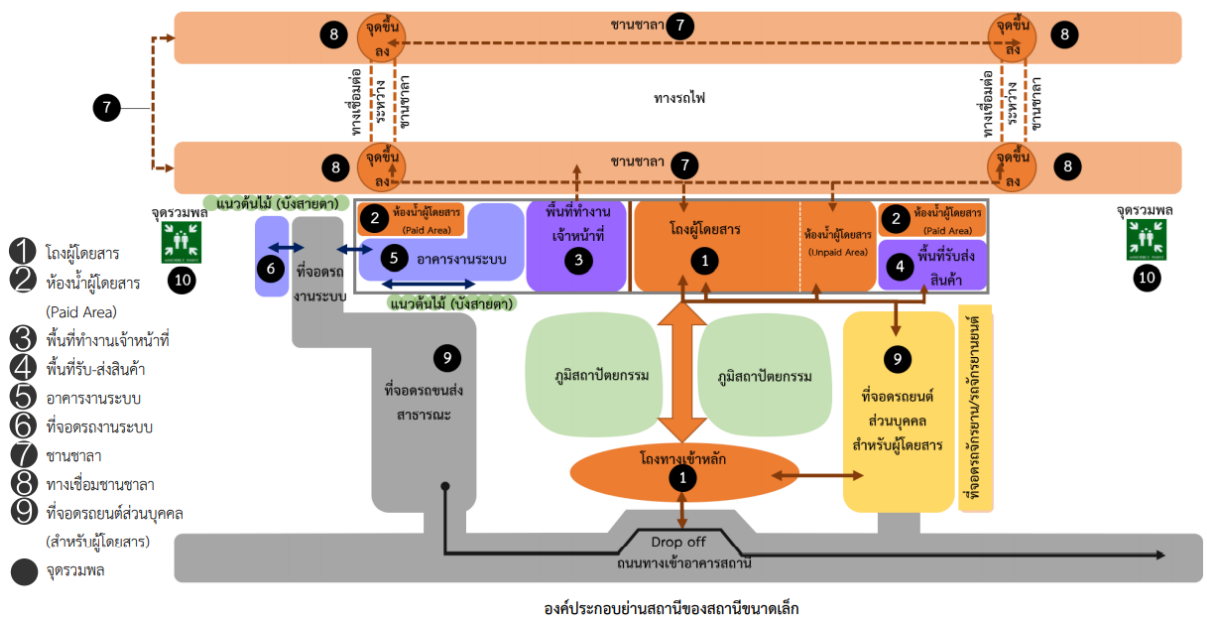 ชานชาลา 7
8 จุดขึ้น
ลง
จุดขึ้น
ลง 8
7
ทางเชื่อมต่อ
ระหว่าง
ชานชาลา
ทางรถไฟ
ทางเชื่อมต่อ
ระหว่าง
ชานชาลา
ชานชาลา 7
8 จุดขึ้น
ลง
จุดขึ้น
ลง 8
แนวต้นไม้ (บังสายตา)
จุดรวมพล
10
6
ที่จอดรถ
งานระบบ
2 ห้องน้ำผู้โดยสาร
(Paid Area)
5 อาคารงานระบบ
แนวต้นไม้ (บังสายตา)
พื้นที่ทำงาน
เจ้าหน้าที่
3
โถงผู้โดยสาร
1
ห้องน้ำผู้โดยสาร
(Unpaid Area)
2 ห้องน้ำผู้โดยสาร
(Paid Area)
4 พื้นที่รับส่ง
สินค้า
จุดรวมพล
10
1 โถงผู้โดยสาร
2 ห้องน้ำผู้โดยสาร
(Paid Area)
3 พื้นที่ทำงานเจ้าหน้าที่
4 พื้นที่รับ-ส่งสินค้า
5 อาคารงานระบบ
6 ที่จอดรถงานระบบ
7 ชานชาลา
8 ทางเชื่อมชานชาลา
9 ที่จอดรถยนต์ส่วนบุคคล
(สำหรับผู้โดยสาร)
จุดรวมพล
9
ที่จอดรถขนส่ง
สาธารณะ
ภูมิสถาปัตยกรรม
ภูมิสถาปัตยกรรม
9
ที่จอดรถยนต์
ส่วนบุคคล
สำหรับผู้โดยสาร
ที่จอดรถจักรยาน/รถจักรยานยนต์
โถงทางเข้าหลัก
1
Drop off
ถนนทางเข้าอาคารสถานี
องค์ประกอบย่านสถานีของสถานีขนาดเล็ก